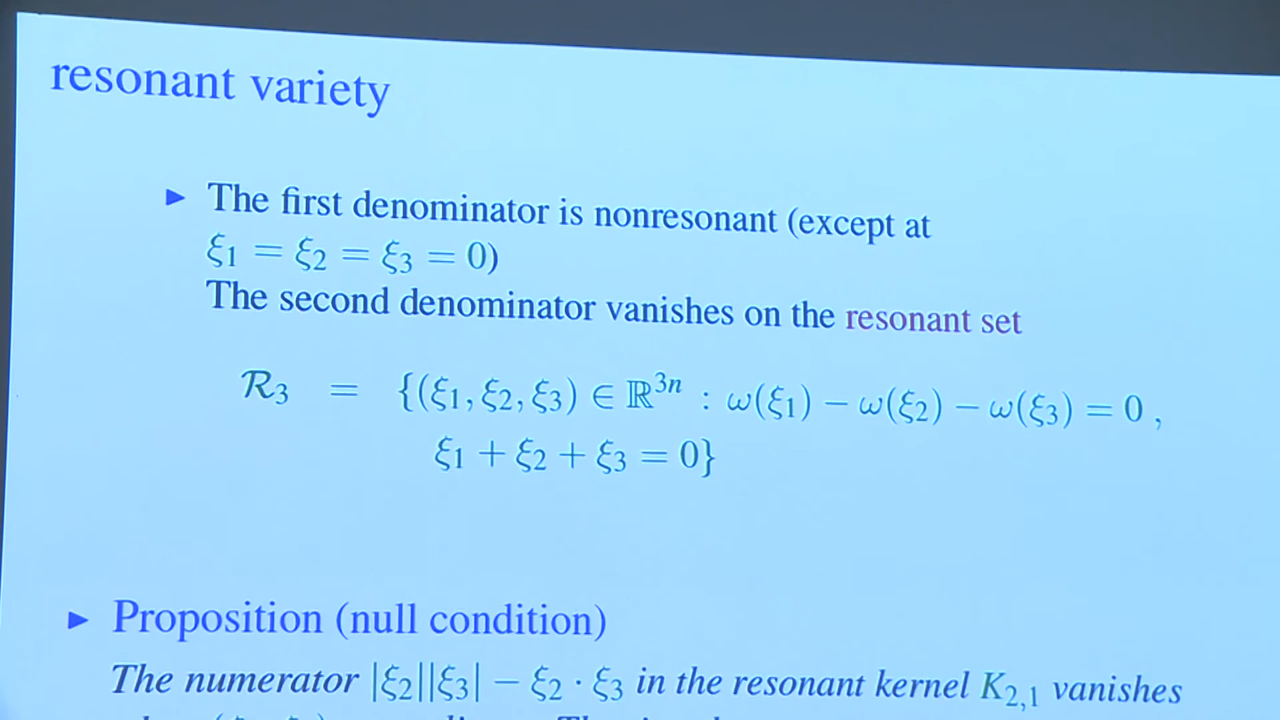 resonant variety
▶ The first denominator is nonresonant (except at
ξ₁ = ξ₂ = ξ₃ = 0)
The second denominator vanishes on the resonant set
ℛ₃ = {(ξ₁, ξ₂, ξ₃) ∈ ℝ³ⁿ : ω(ξ₁) − ω(ξ₂) − ω(ξ₃) = 0 ,
ξ₁ + ξ₂ + ξ₃ = 0}
▶ Proposition (null condition)
The numerator |ξ₂||ξ₃| − ξ₂ · ξ₃ in the resonant kernel K₂,₁ vanishes